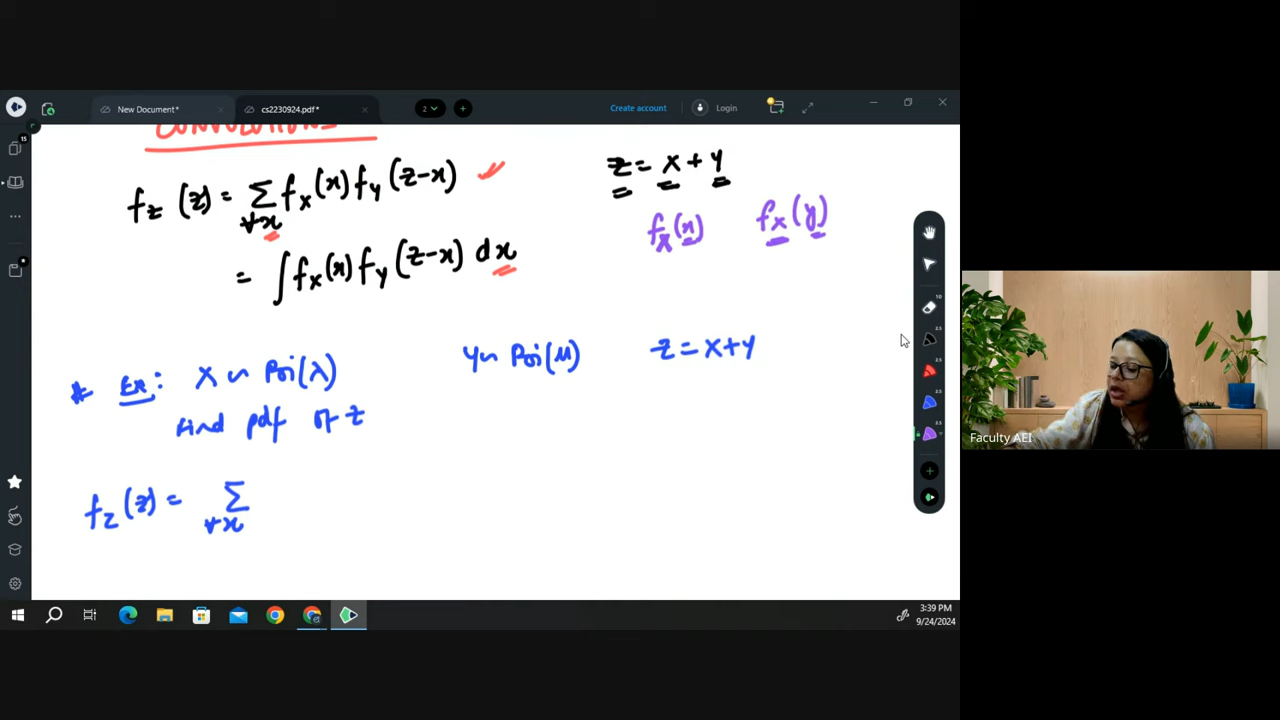 New Document*
cs2230924.pdf*
2
Create account
Login
CONVOLUTIONS
f_Z (z) = Σ_{∀x} f_X(x) f_Y(z-x)
= ∫ f_X(x) f_Y(z-x) dx
z = x + y
f_X(x) f_X(y)
* Ex: X ~ Poi(λ) Y ~ Poi(μ) z = x+y
Find pdf of z
f_Z (z) = Σ_{∀x}
Faculty AEI
3:39 PM
9/24/2024